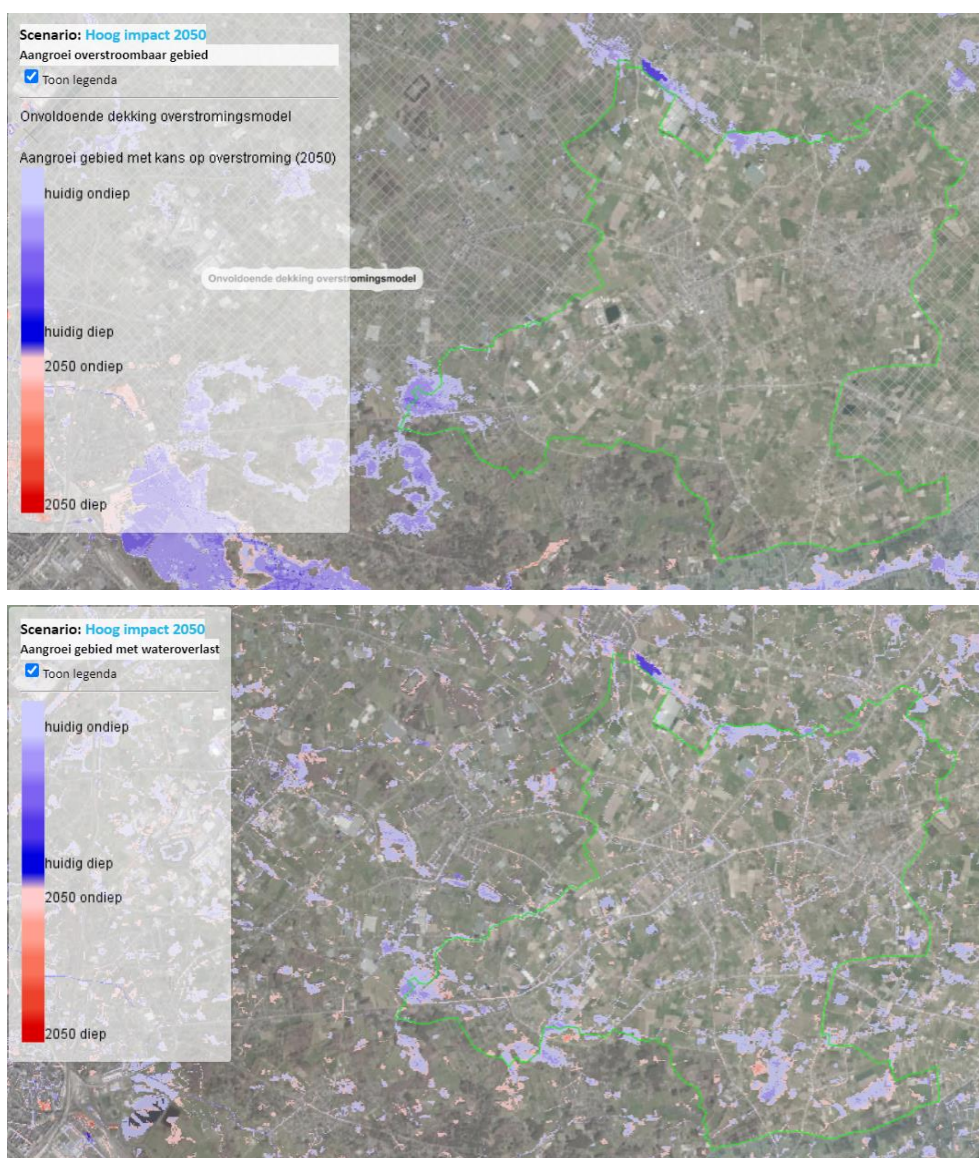 Scenario: Hoog impact 2050
Aangroei overstroombaar gebied
Toon legenda
Onvoldoende dekking overstromingsmodel
Aangroei gebied met kans op overstroming (2050)
huidig ondiep
Onvoldoende dekking overstromingsmodel
huidig diep
2050 ondiep
2050 diep
Scenario: Hoog impact 2050
Aangroei gebied met wateroverlast
Toon legenda
huidig ondiep
huidig diep
2050 ondiep
2050 diep